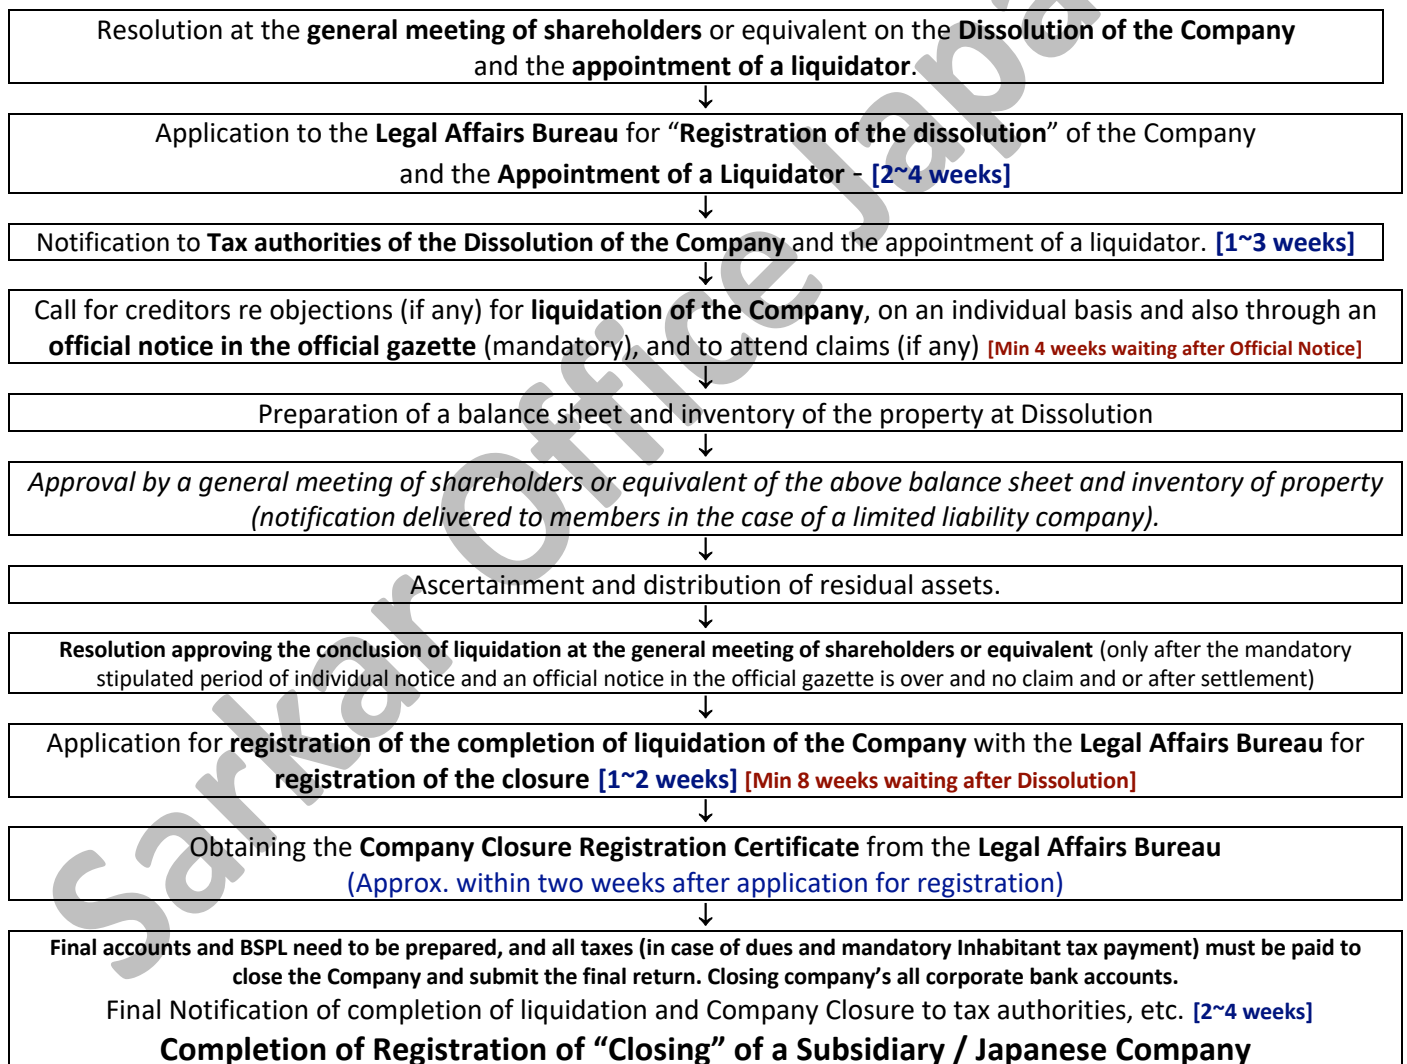 Resolution at the general meeting of shareholders or equivalent on the Dissolution of the Company
and the appointment of a liquidator.
↓
Application to the Legal Affairs Bureau for “Registration of the dissolution” of the Company
and the Appointment of a Liquidator - [2~4 weeks]
↓
Notification to Tax authorities of the Dissolution of the Company and the appointment of a liquidator. [1~3 weeks]
↓
Call for creditors re objections (if any) for liquidation of the Company, on an individual basis and also through an
official notice in the official gazette (mandatory), and to attend claims (if any) [Min 4 weeks waiting after Official Notice]
↓
Preparation of a balance sheet and inventory of the property at Dissolution
↓
Approval by a general meeting of shareholders or equivalent of the above balance sheet and inventory of property
(notification delivered to members in the case of a limited liability company).
↓
Ascertainment and distribution of residual assets.
↓
Resolution approving the conclusion of liquidation at the general meeting of shareholders or equivalent (only after the mandatory
stipulated period of individual notice and an official notice in the official gazette is over and no claim and or after settlement)
↓
Application for registration of the completion of liquidation of the Company with the Legal Affairs Bureau for
registration of the closure [1~2 weeks] [Min 8 weeks waiting after Dissolution]
↓
Obtaining the Company Closure Registration Certificate from the Legal Affairs Bureau
(Approx. within two weeks after application for registration)
↓
Final accounts and BSPL need to be prepared, and all taxes (in case of dues and mandatory Inhabitant tax payment) must be paid to
close the Company and submit the final return. Closing company’s all corporate bank accounts.
Final Notification of completion of liquidation and Company Closure to tax authorities, etc. [2~4 weeks]
Completion of Registration of “Closing” of a Subsidiary / Japanese Company
Sarkar Office Japa